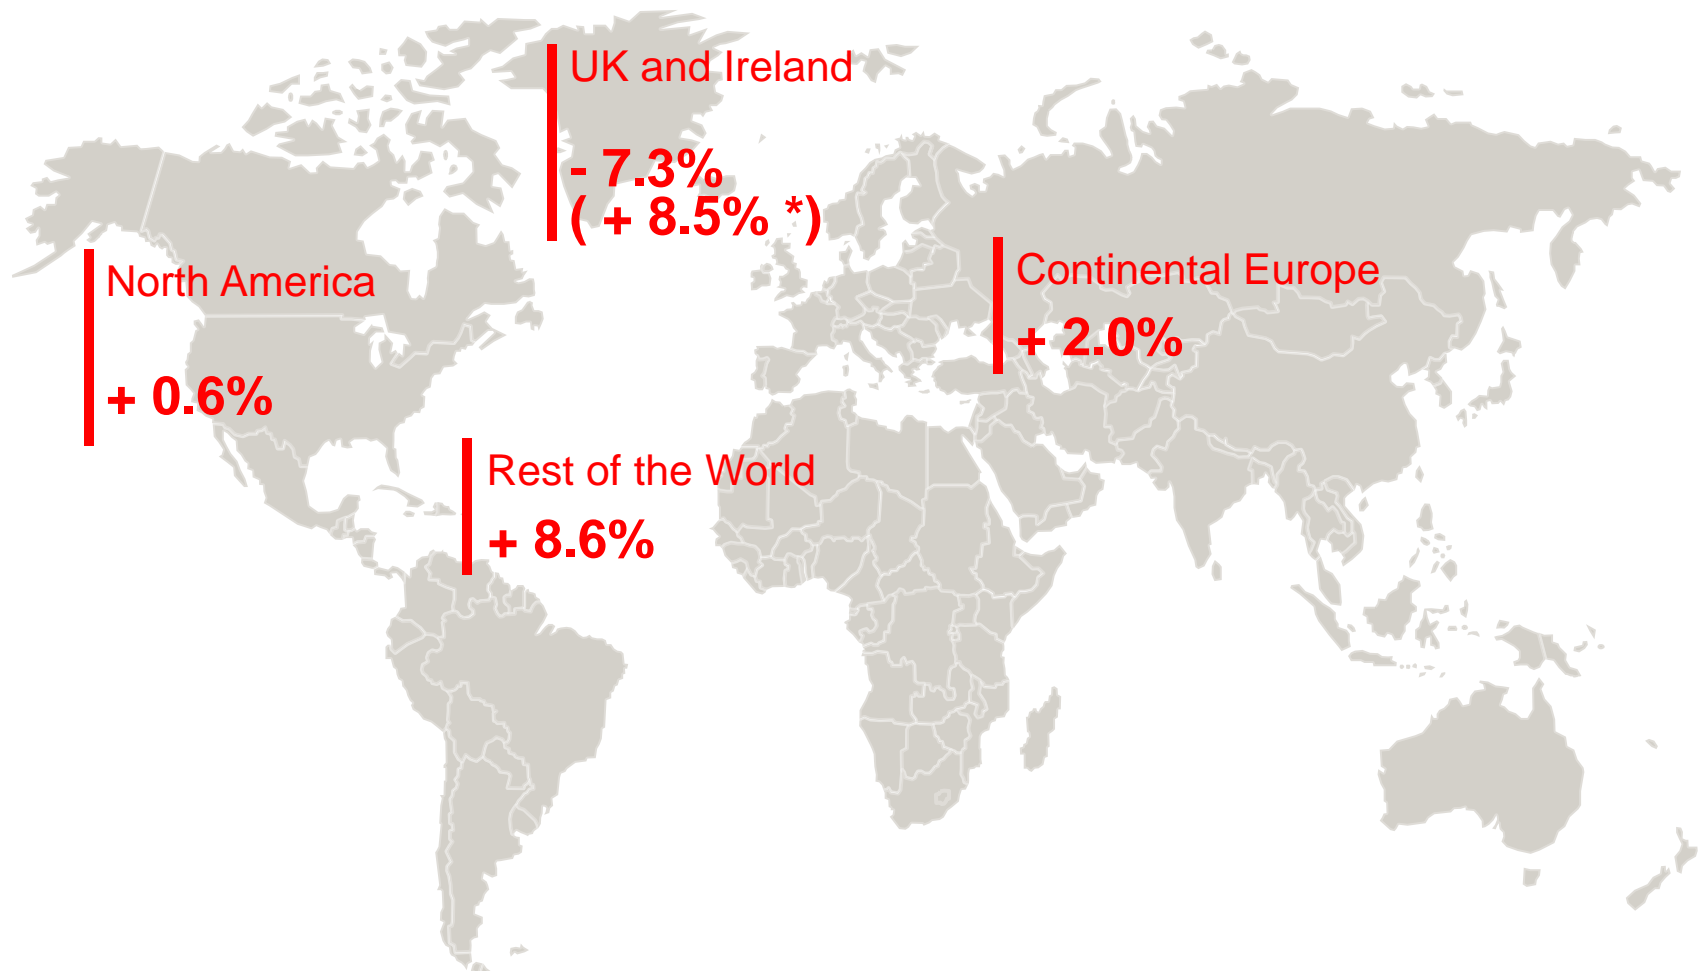 UK and Ireland
- 7.3%
( + 8.5% *)
North America
+ 0.6%
Continental Europe
+ 2.0%
Rest of the World
+ 8.6%